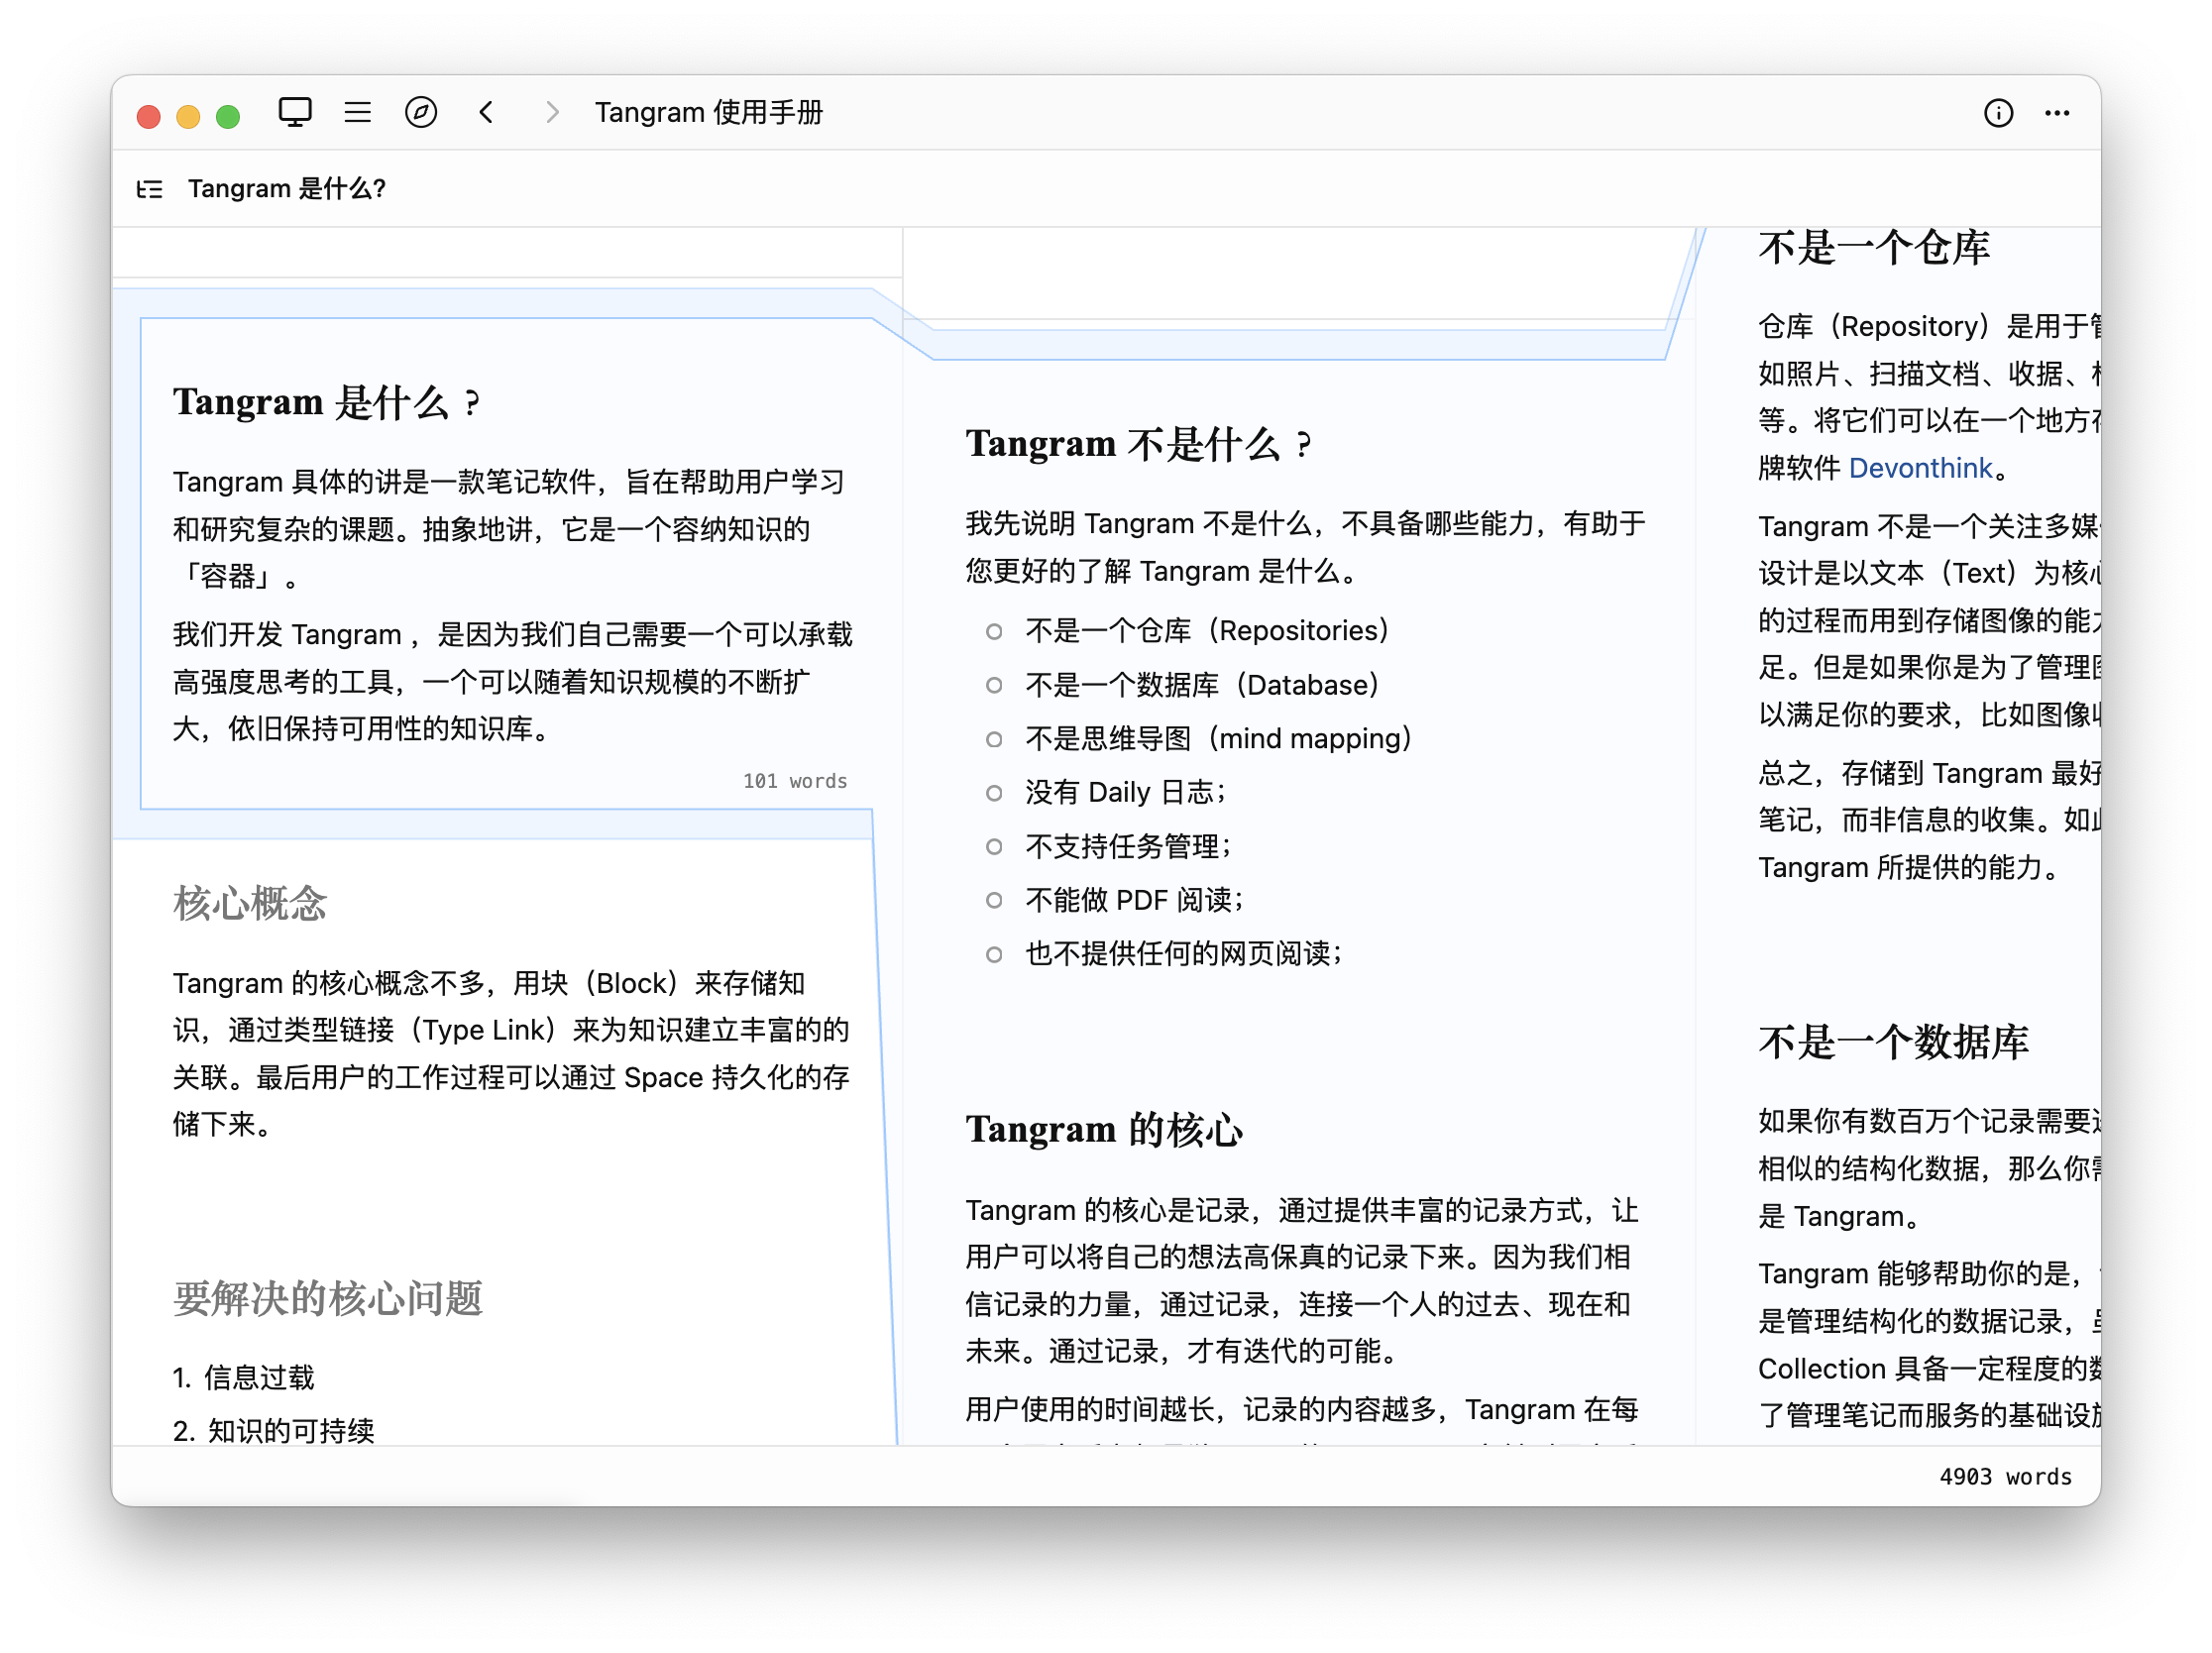 Tangram 使用手册
Tangram 是什么?
Tangram 是什么 ?
Tangram 具体的讲是一款笔记软件，旨在帮助用户学习
和研究复杂的课题。抽象地讲，它是一个容纳知识的
「容器」。
我们开发 Tangram ，是因为我们自己需要一个可以承载
高强度思考的工具，一个可以随着知识规模的不断扩
大，依旧保持可用性的知识库。
101 words
核心概念
Tangram 的核心概念不多，用块（Block）来存储知
识，通过类型链接（Type Link）来为知识建立丰富的的
关联。最后用户的工作过程可以通过 Space 持久化的存
储下来。
要解决的核心问题
1. 信息过载
2. 知识的可持续
Tangram 不是什么 ?
我先说明 Tangram 不是什么，不具备哪些能力，有助于
您更好的了解 Tangram 是什么。
不是一个仓库（Repositories）
不是一个数据库（Database）
不是思维导图（mind mapping）
没有 Daily 日志；
不支持任务管理；
不能做 PDF 阅读；
也不提供任何的网页阅读；
Tangram 的核心
Tangram 的核心是记录，通过提供丰富的记录方式，让
用户可以将自己的想法高保真的记录下来。因为我们相
信记录的力量，通过记录，连接一个人的过去、现在和
未来。通过记录，才有迭代的可能。
用户使用的时间越长，记录的内容越多，Tangram 在每
不是一个仓库
仓库（Repository）是用于
如照片、扫描文档、收据、
等。将它们可以在一个地方
牌软件 Devonthink。
Tangram 不是一个关注多媒
设计是以文本（Text）为核心
的过程而用到存储图像的能
足。但是如果你是为了管理
以满足你的要求，比如图像
总之，存储到 Tangram 最好
笔记，而非信息的收集。如
Tangram 所提供的能力。
不是一个数据库
如果你有数百万个记录需要
相似的结构化数据，那么你
是 Tangram。
Tangram 能够帮助你的是，
是管理结构化的数据记录，
Collection 具备一定程度的
了管理笔记而服务的基础设
4903 words